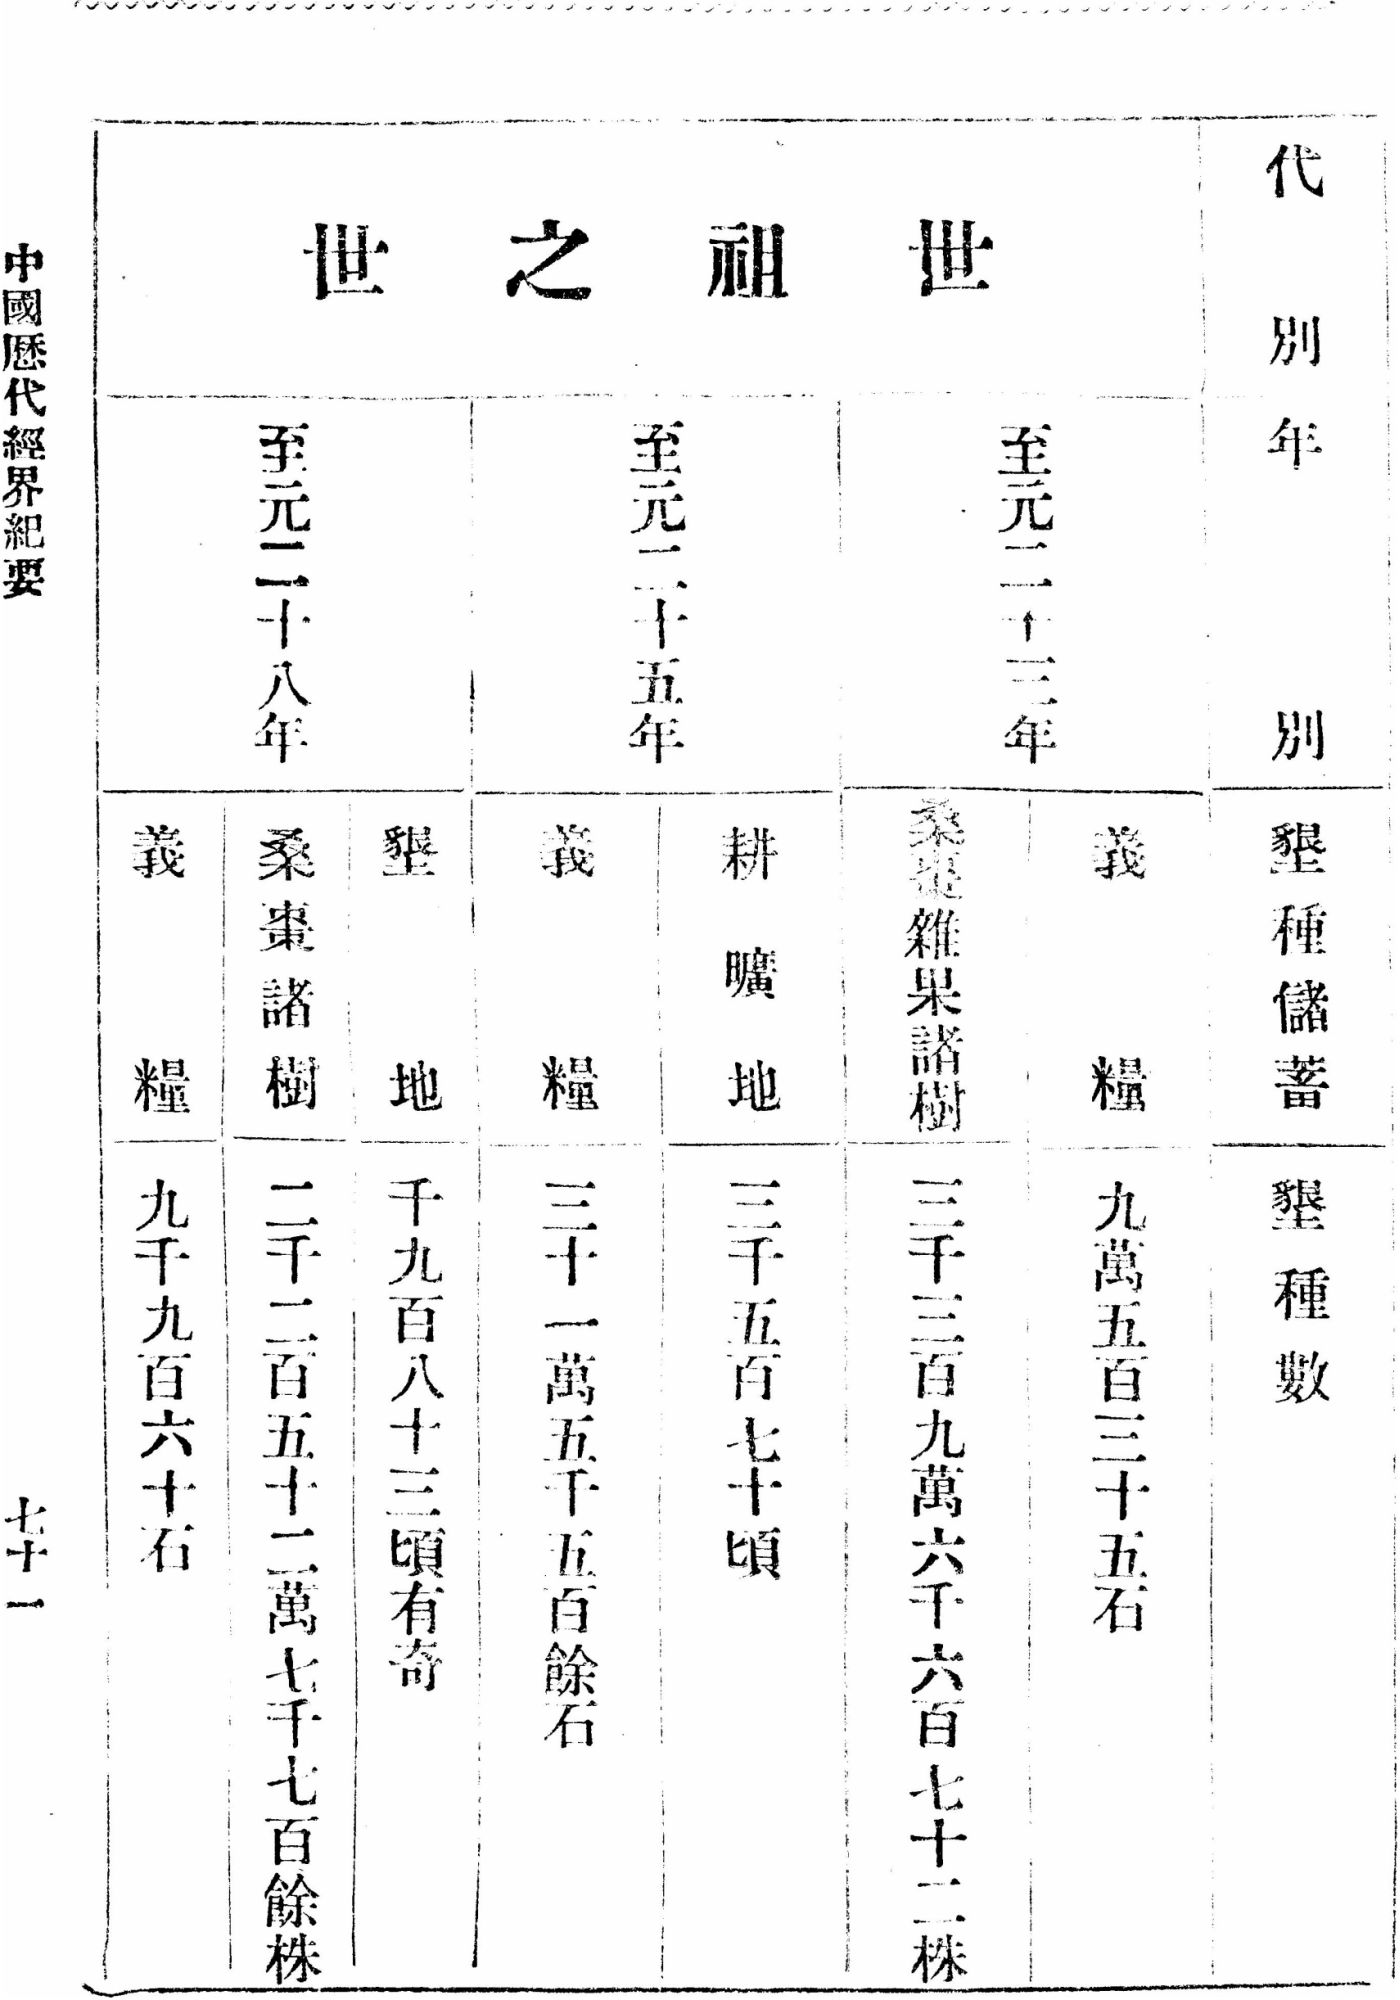 代別
年別
墾種儲蓄
墾種數
世祖之世
至元二十三年
義糧
九萬五百三十五石
桑棗雜果諸樹
三千三百九萬六千六百七十二株
至元二十五年
耕曠地
三千五百七十頃
義糧
三十一萬五千五百餘石
至元二十八年
墾地
千九百八十三頃有奇
桑棗諸樹
二千二百五十二萬七千七百餘株
義糧
九千九百六十石
中國歷代經界紀要
七十一